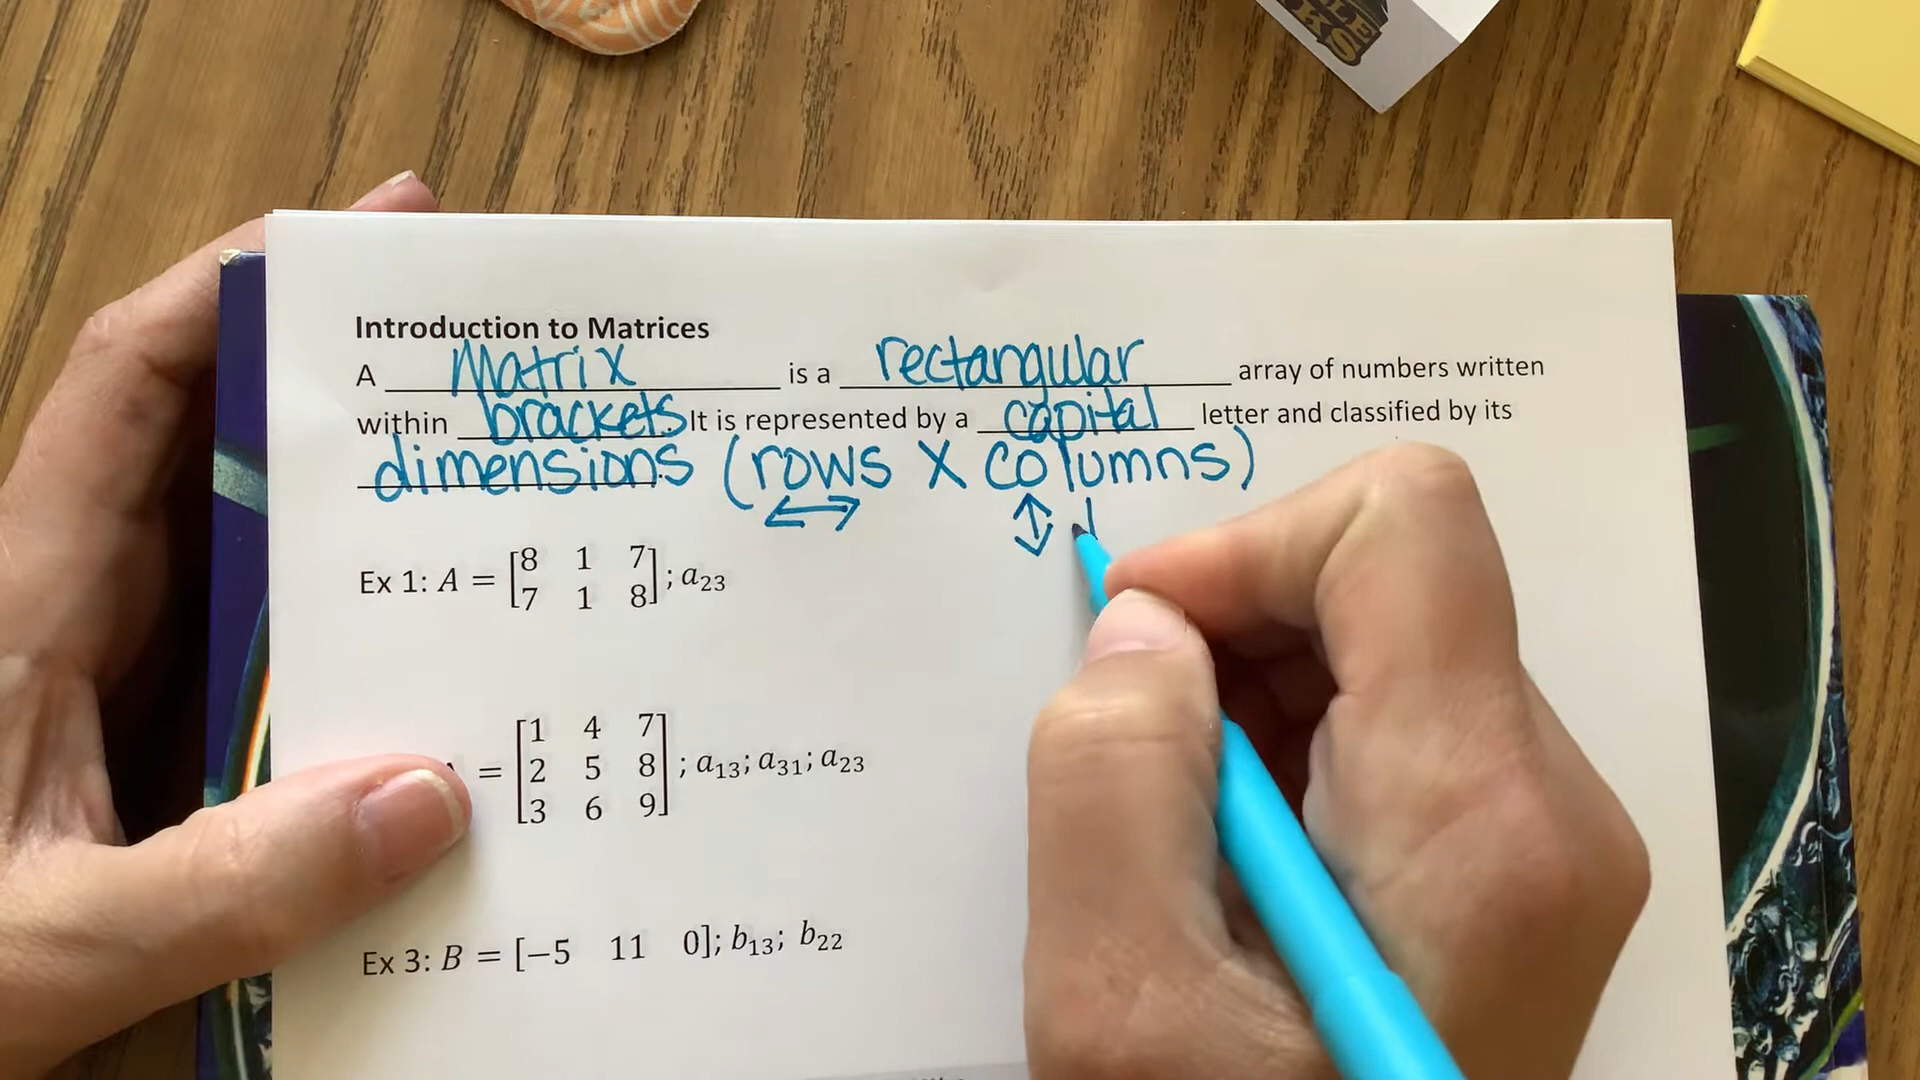 Introduction to Matrices
A Matrix is a rectangular array of numbers written
within brackets. It is represented by a capital letter and classified by its
dimensions. (rows X columns)
Ex 1: A = [8 1 7
7 1 8]; a₂₃
= [1 4 7
2 5 8
3 6 9]; a₁₃; a₃₁; a₂₃
Ex 3: B = [−5 11 0]; b₁₃; b₂₂